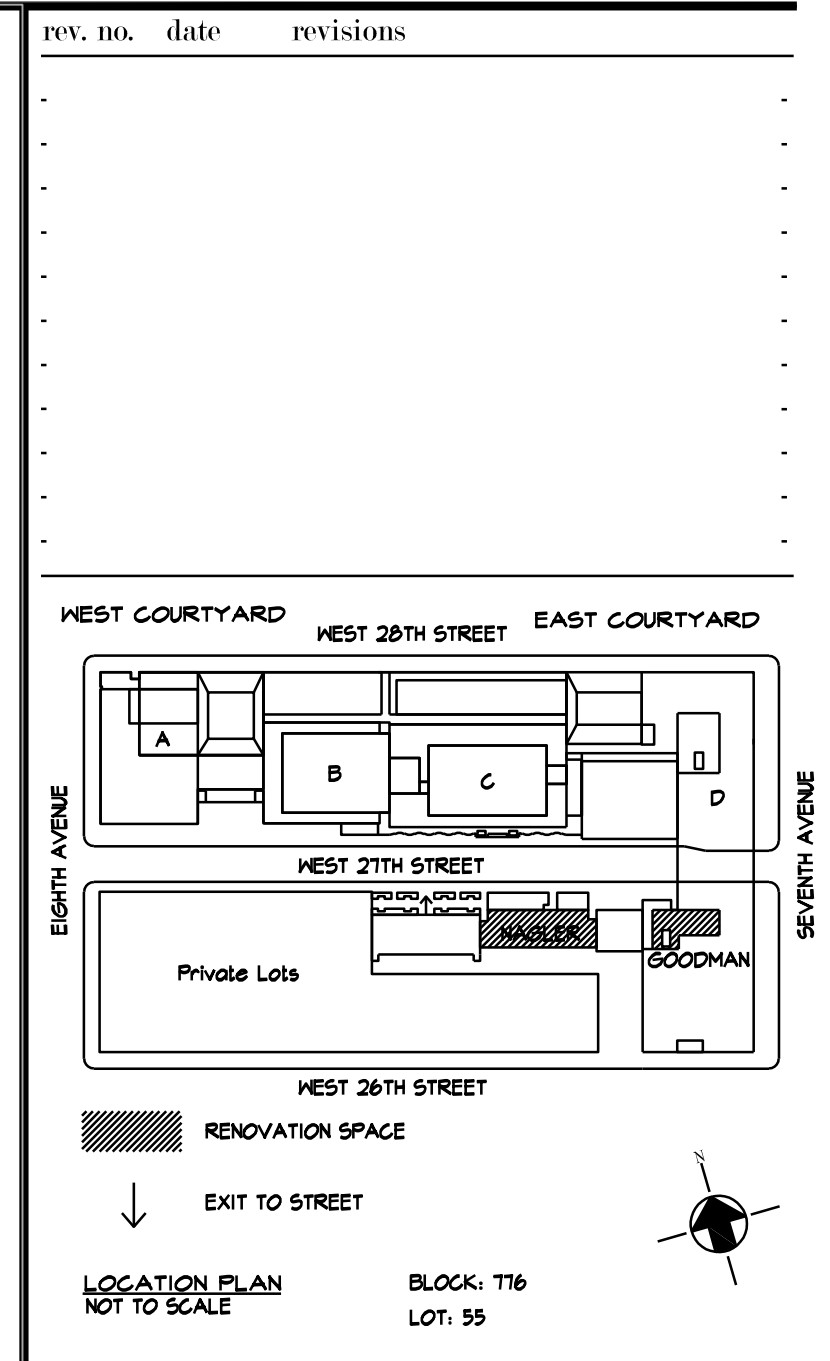 rev. no. date revisions
WEST COURTYARD
WEST 28TH STREET
EAST COURTYARD
A
B
C
D
EIGHTH AVENUE
SEVENTH AVENUE
WEST 27TH STREET
NAGLER
GOODMAN
Private Lots
WEST 26TH STREET
RENOVATION SPACE
N
EXIT TO STREET
LOCATION PLAN
NOT TO SCALE
BLOCK: 776
LOT: 55